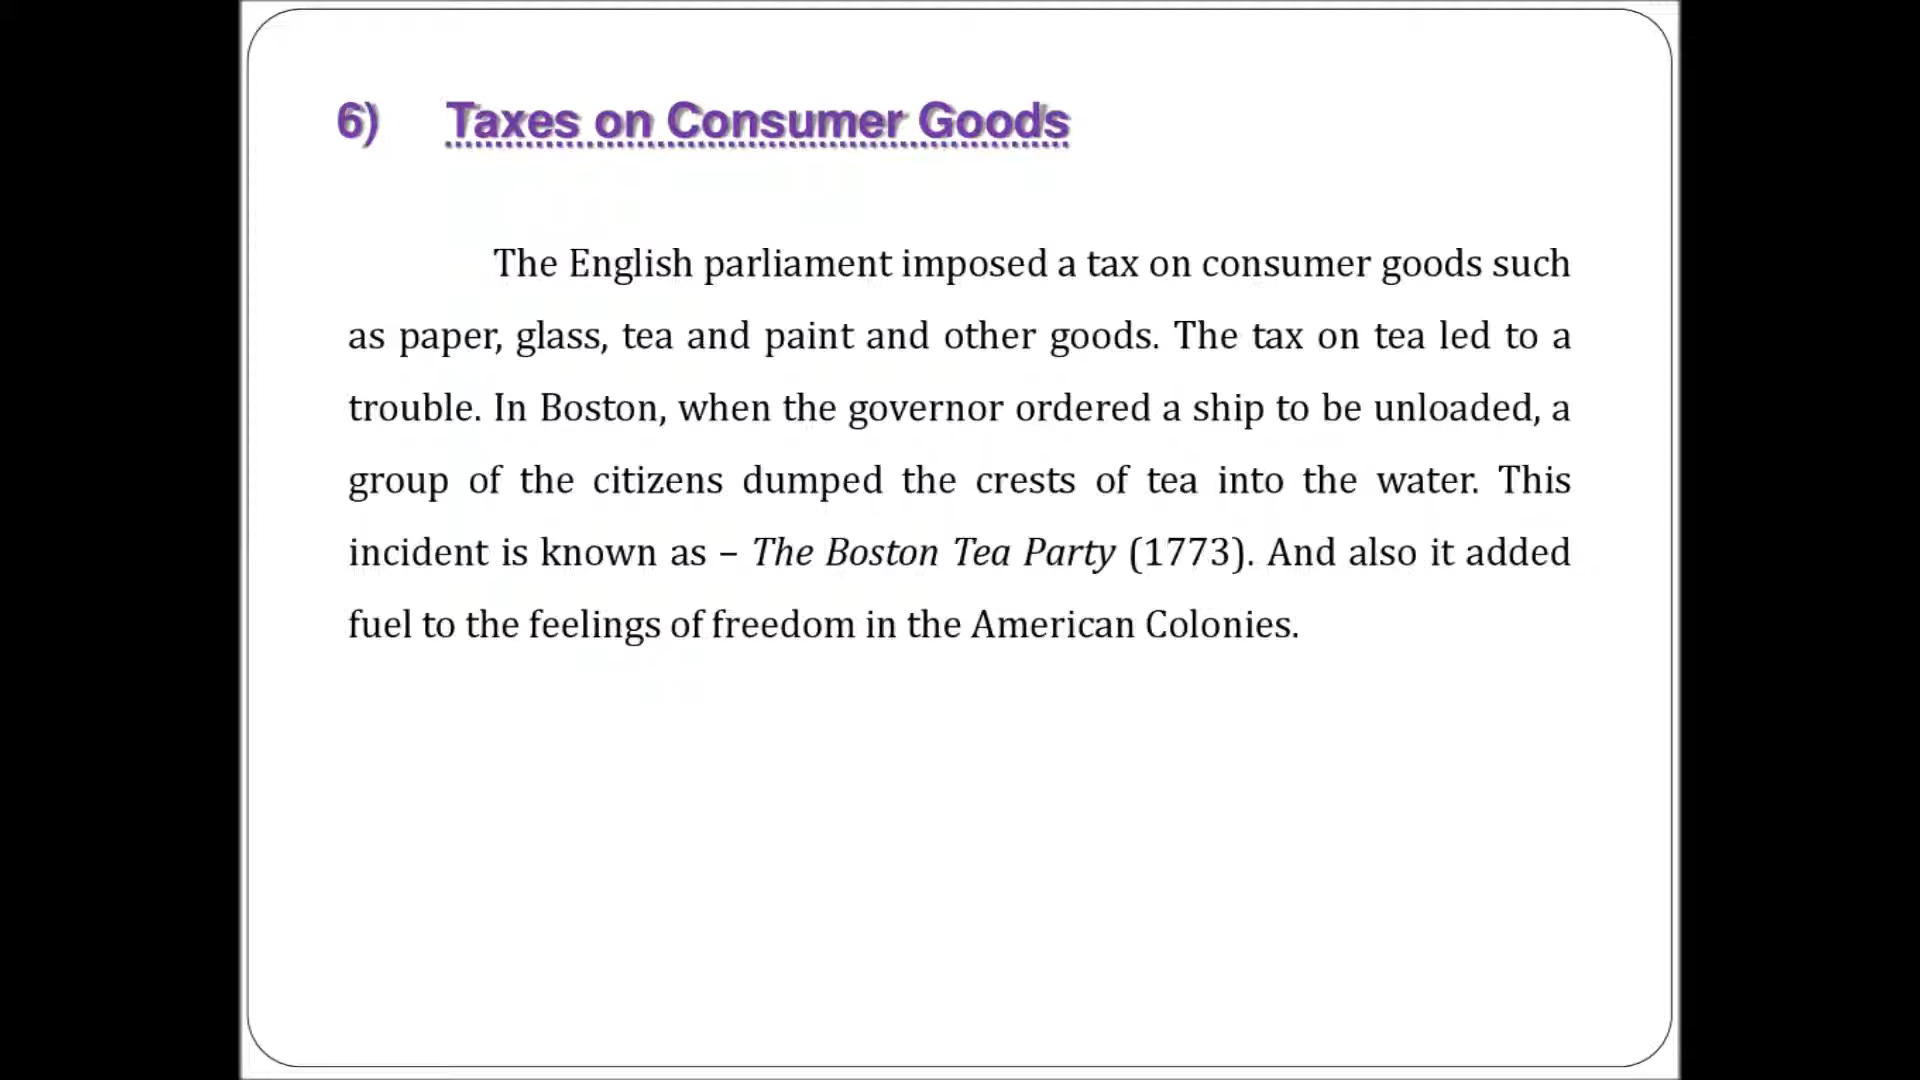 6) Taxes on Consumer Goods
The English parliament imposed a tax on consumer goods such
as paper, glass, tea and paint and other goods. The tax on tea led to a
trouble. In Boston, when the governor ordered a ship to be unloaded, a
group of the citizens dumped the crests of tea into the water. This
incident is known as – The Boston Tea Party (1773). And also it added
fuel to the feelings of freedom in the American Colonies.